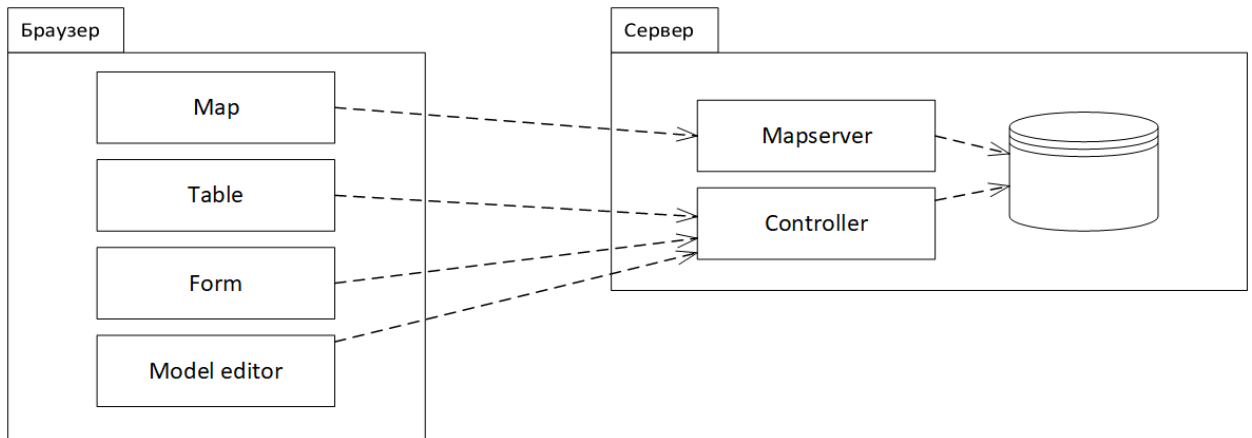 Браузер
Map
Table
Form
Model editor
Сервер
Mapserver
Controller